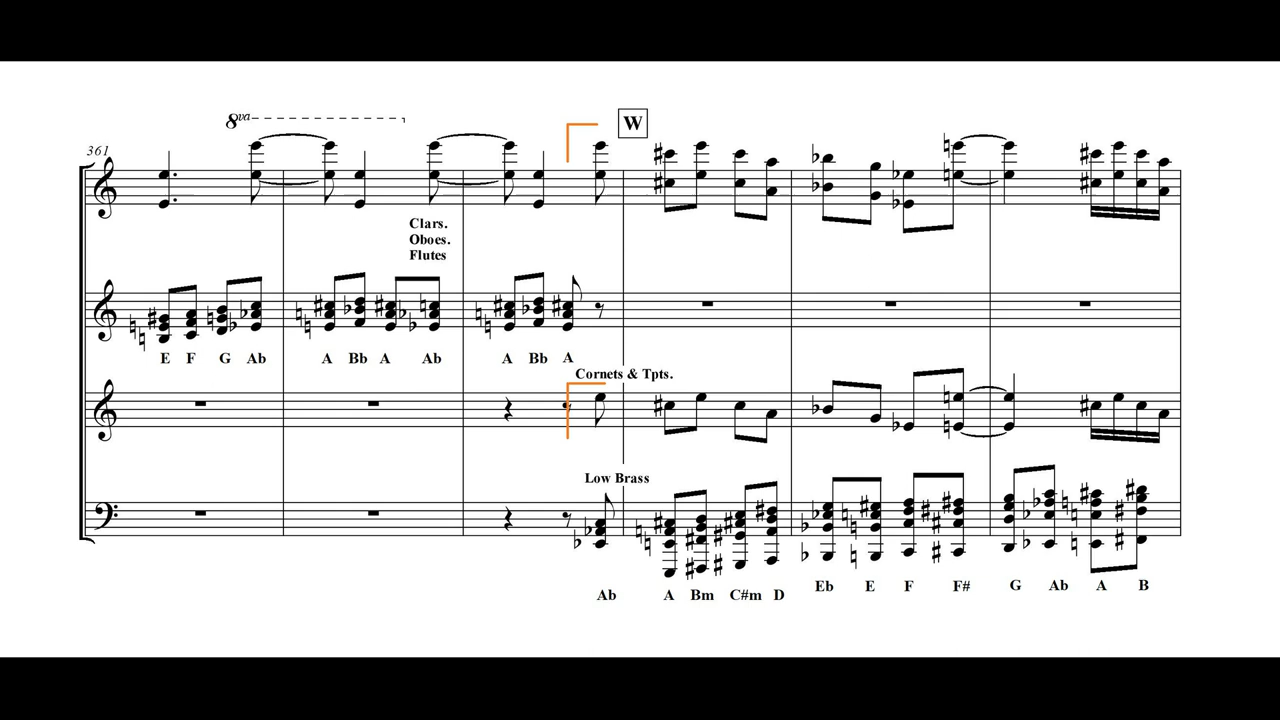 8va
W
361
Clars.
Oboes.
Flutes
E F G Ab A Bb A Ab A Bb A
Cornets & Tpts.
Low Brass
Ab A Bm C#m D Eb E F F# G Ab A B